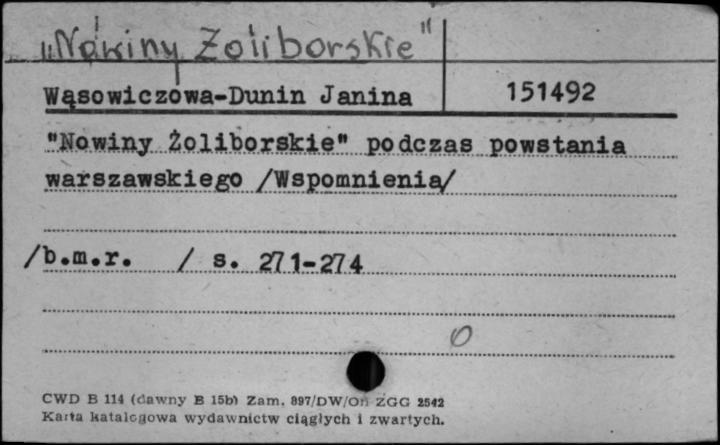 „Nowiny Żoliborskie"
Wąsowiczowa-Dunin Janina 151492
"Nowiny Żoliborskie" podczas powstania
warszawskiego /Wspomnienia/
/b.m.r. / s. 271-274
0
CWD B 114 (dawny B 15b) Zam. 897/DW/On ZGG 2542
Karta katalogowa wydawnictw ciągłych i zwartych.